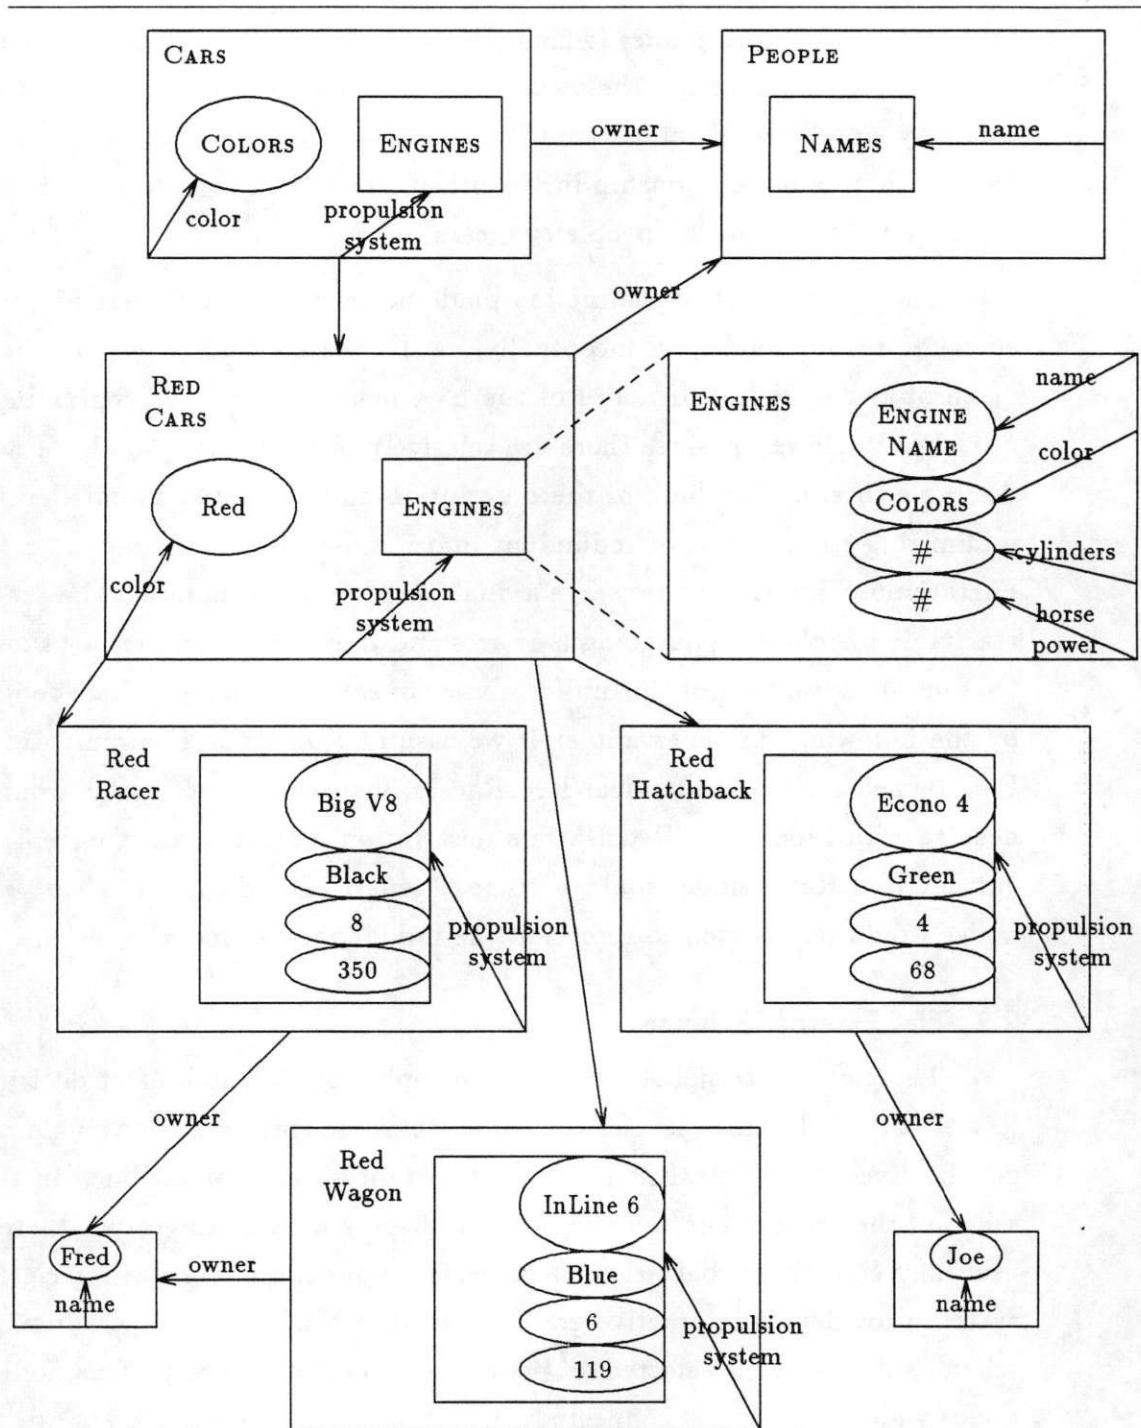 CARS
PEOPLE
COLORS
ENGINES
owner
NAMES
name
color
propulsion
system
owner
RED
CARS
ENGINES
name
ENGINE
NAME
color
Red
ENGINES
COLORS
#
cylinders
color
propulsion
system
#
horse
power
Red
Racer
Big V8
Black
8
350
propulsion
system
Red
Hatchback
Econo 4
Green
4
68
propulsion
system
owner
owner
Red
Wagon
InLine 6
Blue
6
119
propulsion
system
Fred
name
owner
Joe
name